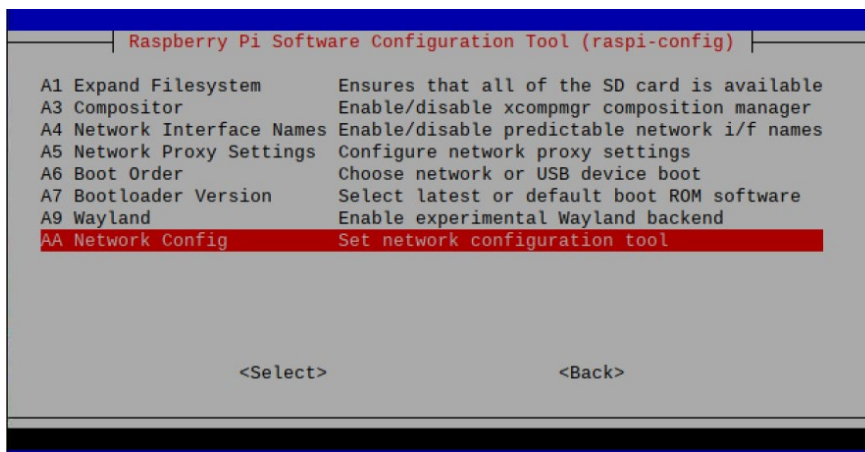 Raspberry Pi Software Configuration Tool (raspi-config)
A1 Expand Filesystem Ensures that all of the SD card is available
A3 Compositor Enable/disable xcompmgr composition manager
A4 Network Interface Names Enable/disable predictable network i/f names
A5 Network Proxy Settings Configure network proxy settings
A6 Boot Order Choose network or USB device boot
A7 Bootloader Version Select latest or default boot ROM software
A9 Wayland Enable experimental Wayland backend
AA Network Config Set network configuration tool
<Select> <Back>